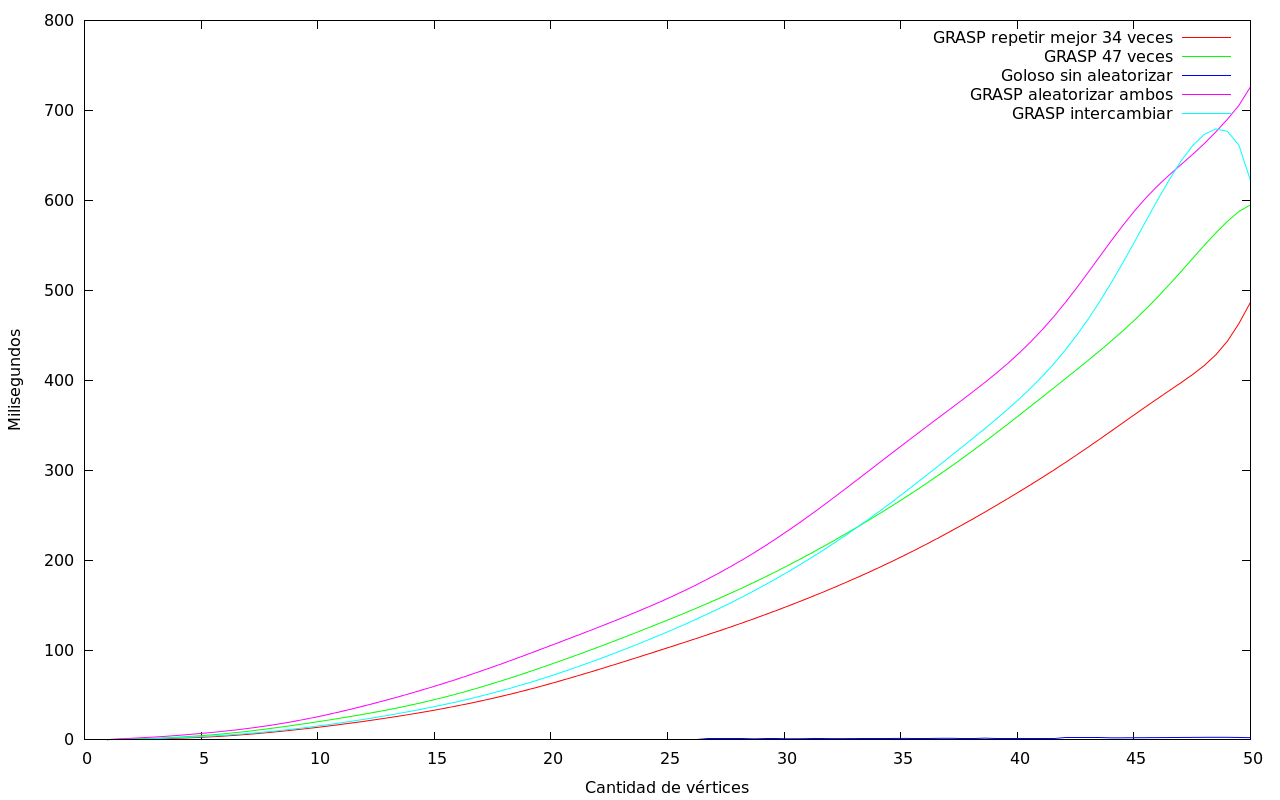 800
700
600
500
400
300
200
100
0
Milisegundos
GRASP repetir mejor 34 veces
GRASP 47 veces
Goloso sin aleatorizar
GRASP aleatorizar ambos
GRASP intercambiar
0 5 10 15 20 25 30 35 40 45 50
Cantidad de vértices